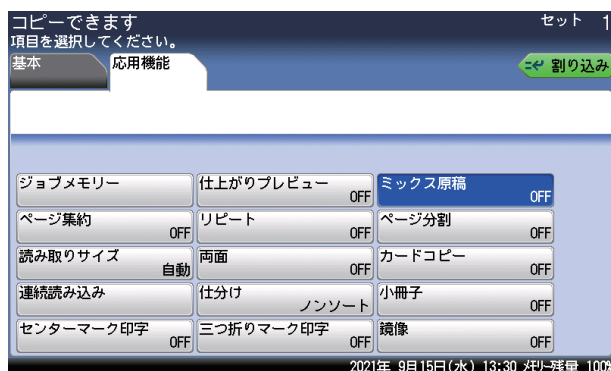 コピーできます
セット 1
項目を選択してください。
基本
応用機能
割り込み
ジョブメモリー
仕上がりプレビュー OFF
ミックス原稿 OFF
ページ集約 OFF
リピート OFF
ページ分割 OFF
読み取りサイズ 自動
両面 OFF
カードコピー OFF
連続読み込み
仕分け ノンソート
小冊子 OFF
センターマーク印字 OFF
三つ折りマーク印字 OFF
鏡像 OFF
2021年 9月15日(水) 13:30 メモリー残量 100%